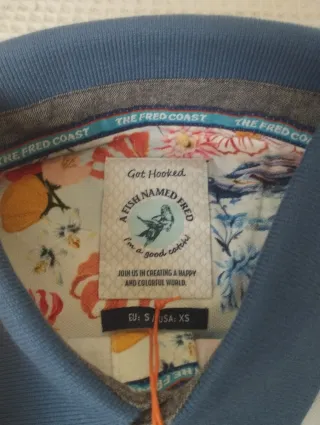 THE FRED COAST THE FRED COAST THE FRED COAST
Got Hooked
A FISH NAMED FRED
I'm a good catch!
JOIN US IN CREATING A HAPPY
AND COLORFUL WORLD.
EU: S / USA: XS